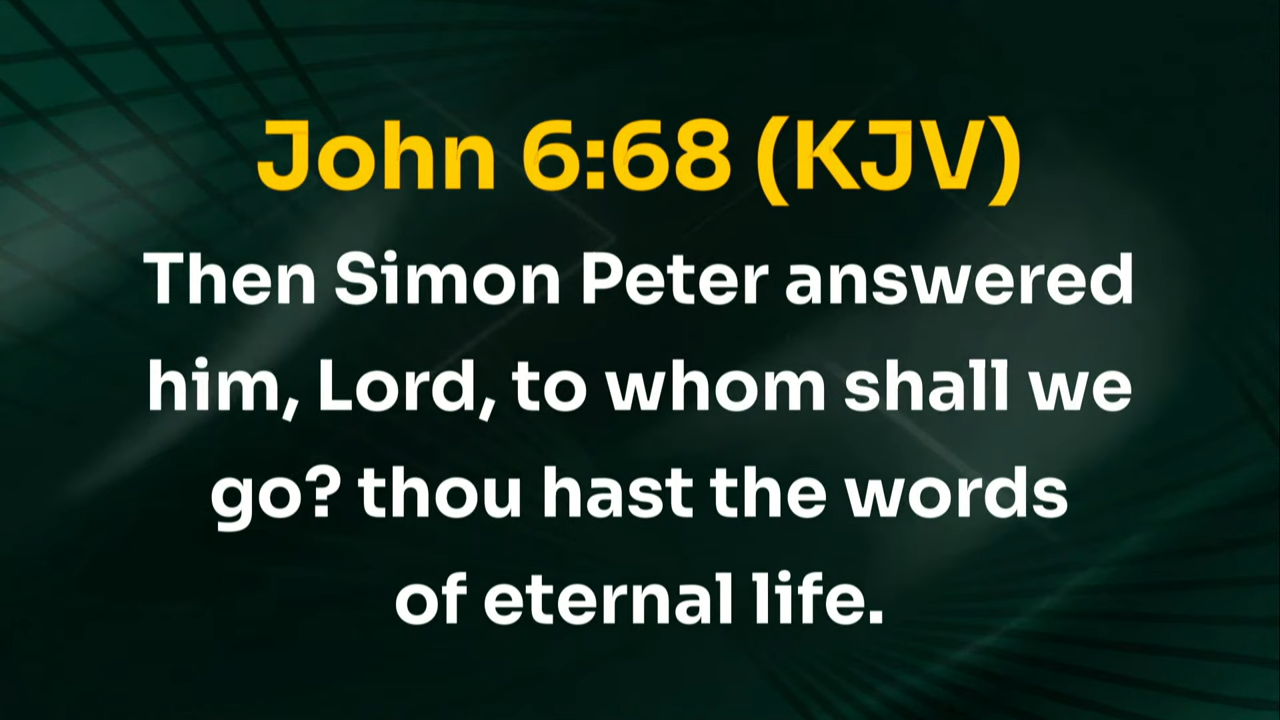 John 6:68 (KJV)
Then Simon Peter answered
him, Lord, to whom shall we
go? thou hast the words
of eternal life.